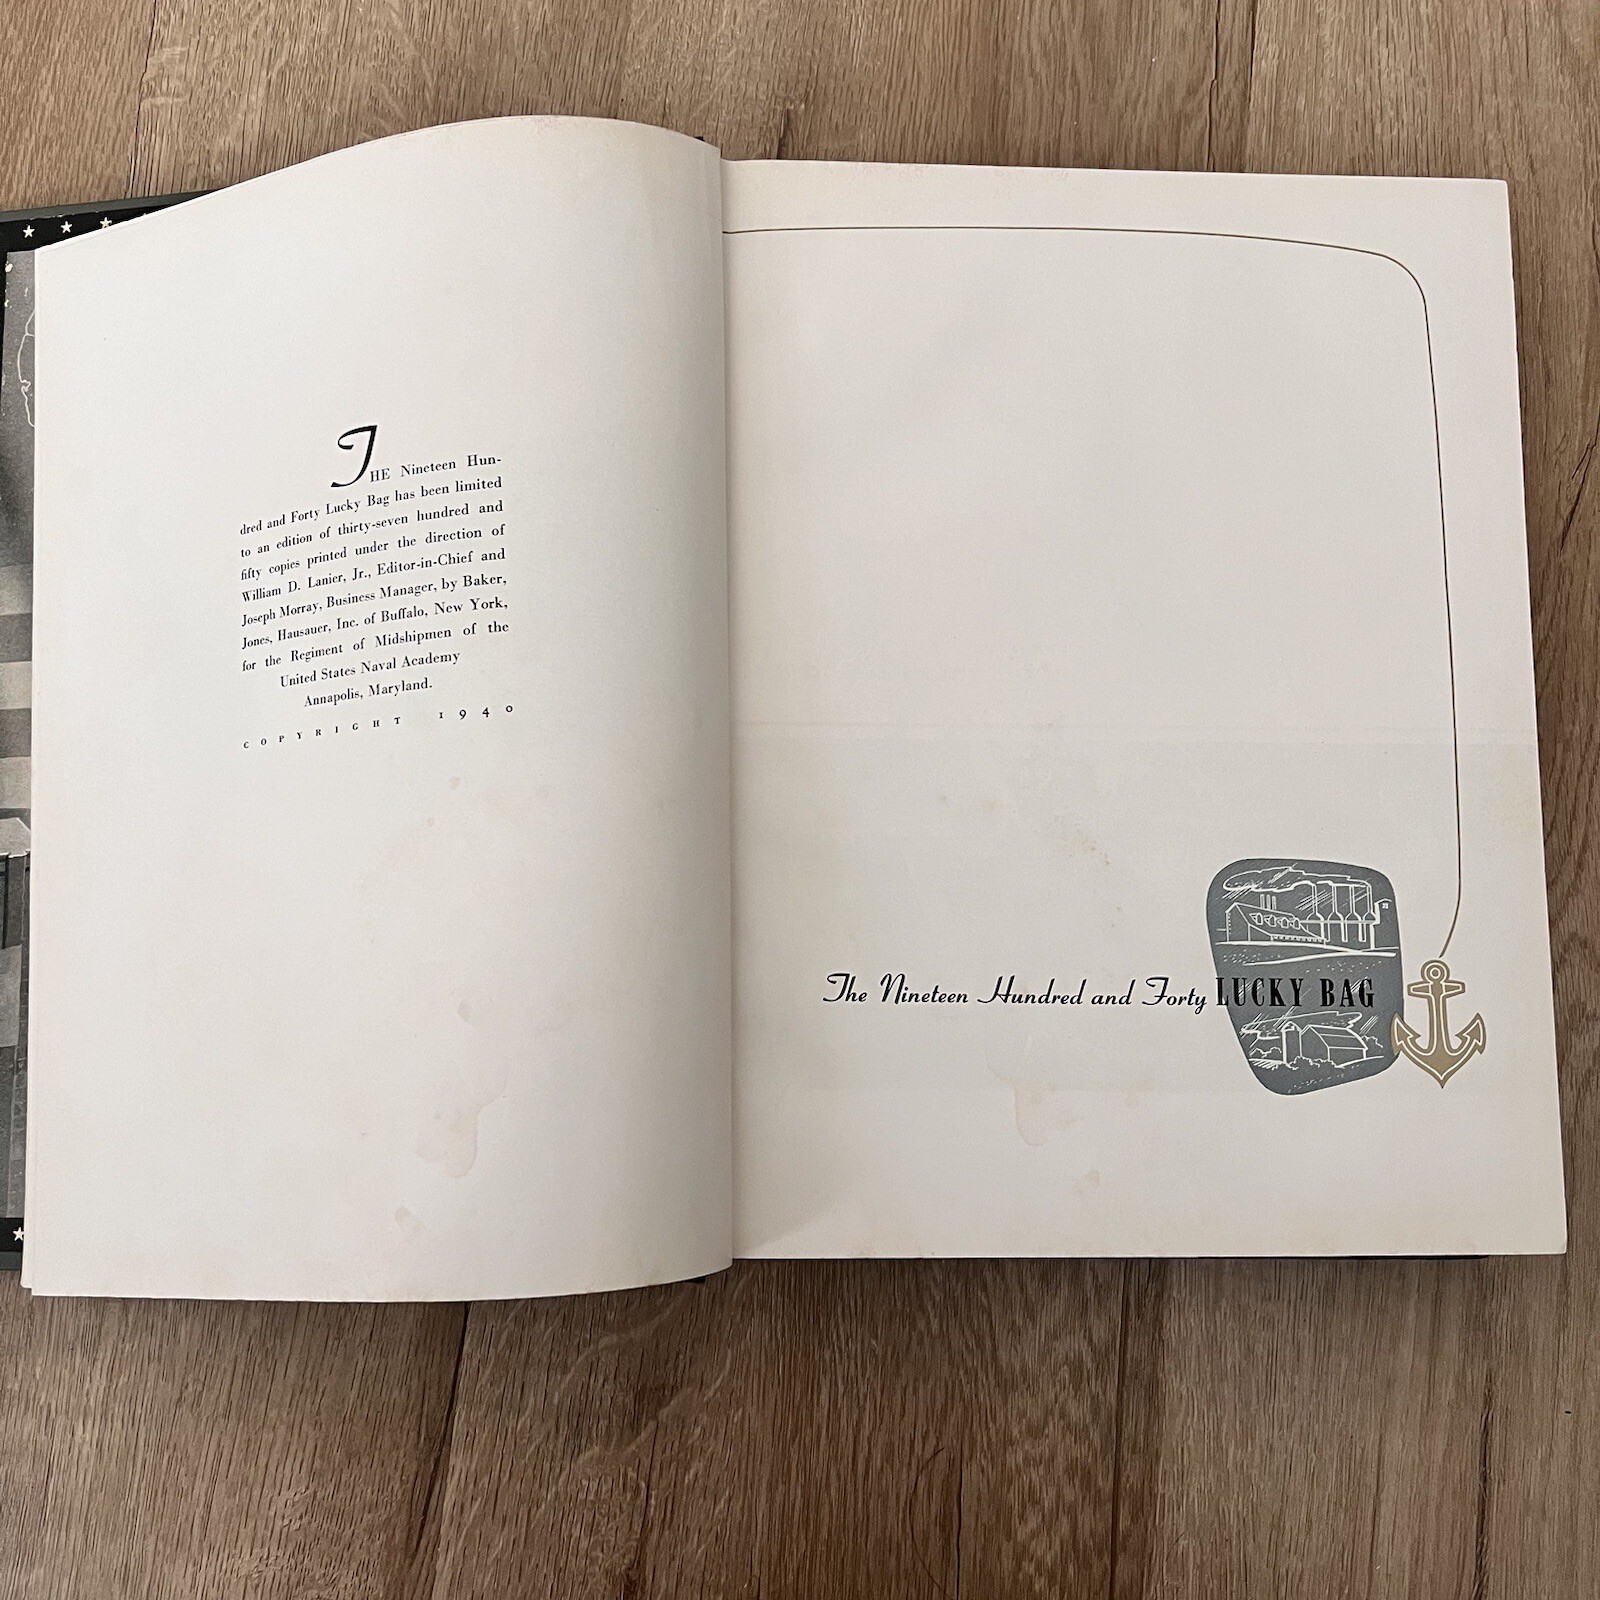 THE Nineteen Hun-
dred and Forty Lucky Bag has been limited
to an edition of thirty-seven hundred and
fifty copies printed under the direction of
William D. Lanier, Jr., Editor-in-Chief and
Joseph Morray, Business Manager, by Baker,
Jones, Hausauer, Inc. of Buffalo, New York,
for the Regiment of Midshipmen of the
United States Naval Academy
Annapolis, Maryland.
COPYRIGHT 1940
The Nineteen Hundred and Forty LUCKY BAG